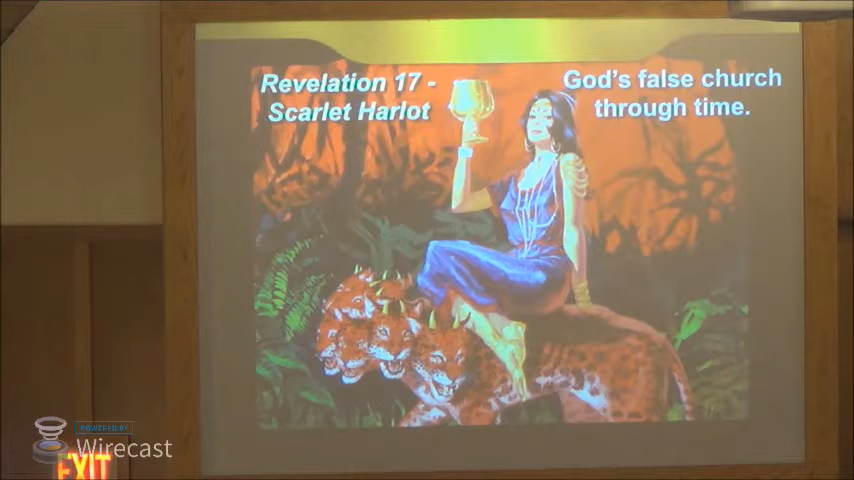 Revelation 17 -
Scarlet Harlot
God's false church
through time.
POWERED BY
Wirecast
EXIT